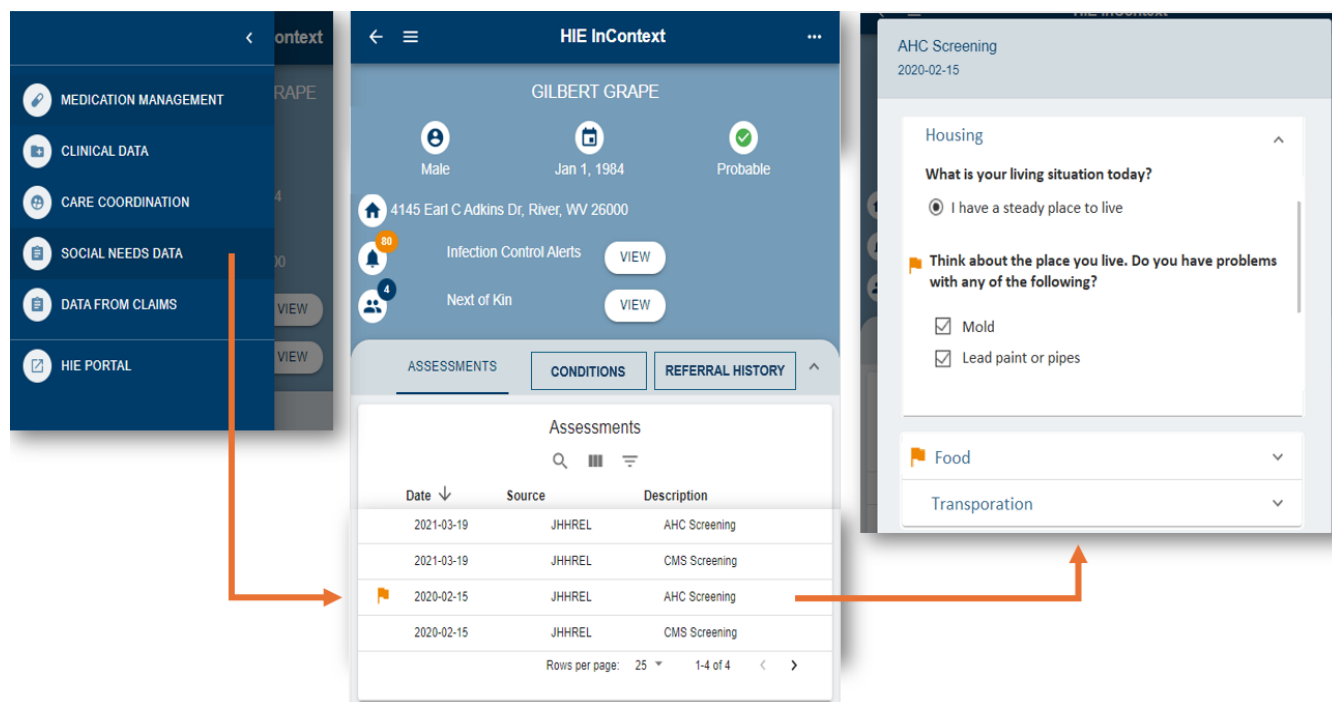 ontext
RAPE
4
00
VIEW
VIEW
MEDICATION MANAGEMENT
CLINICAL DATA
CARE COORDINATION
SOCIAL NEEDS DATA
DATA FROM CLAIMS
HIE PORTAL
HIE InContext
GILBERT GRAPE
Male Jan 1, 1984 Probable
4145 Earl C Adkins Dr, River, WV 26000
80
Infection Control Alerts VIEW
4
Next of Kin VIEW
ASSESSMENTS CONDITIONS REFERRAL HISTORY
Assessments
Date Source Description
2021-03-19 JHHREL AHC Screening
2021-03-19 JHHREL CMS Screening
2020-02-15 JHHREL AHC Screening
2020-02-15 JHHREL CMS Screening
Rows per page: 25 1-4 of 4
HIE InContext
AHC Screening
2020-02-15
Housing
What is your living situation today?
I have a steady place to live
Think about the place you live. Do you have problems
with any of the following?
Mold
Lead paint or pipes
Food
Transporation